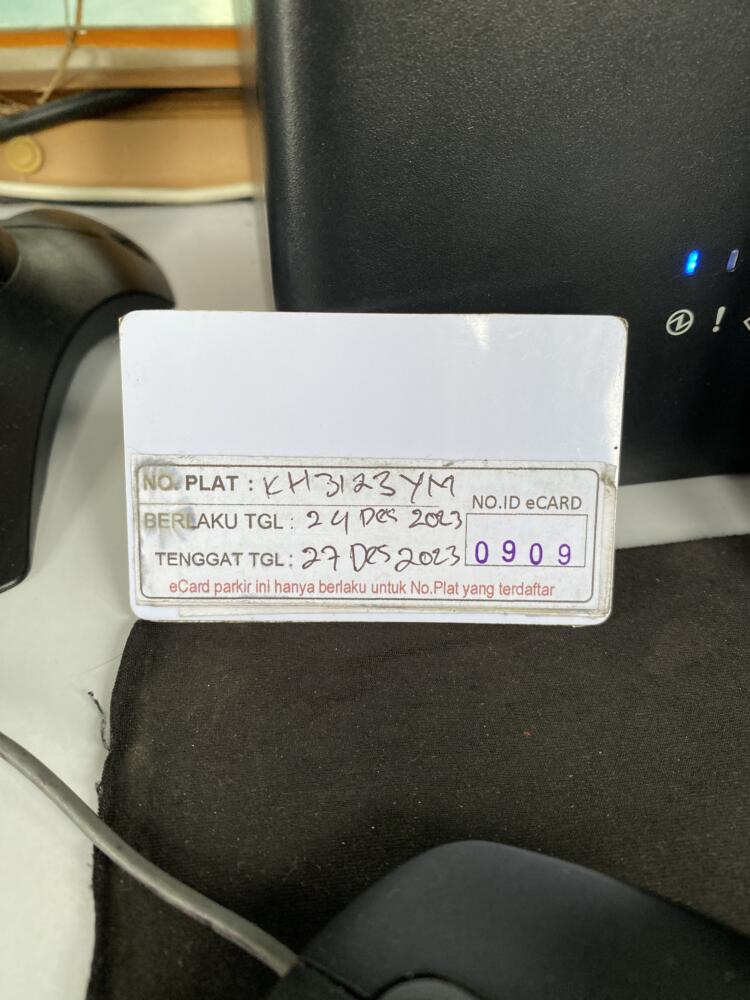 NO. PLAT : KH3123YM
NO.ID eCARD
BERLAKU TGL : 24 Des 2023
TENGGAT TGL : 27 Des 2023
0909
eCard parkir ini hanya berlaku untuk No.Plat yang terdaftar